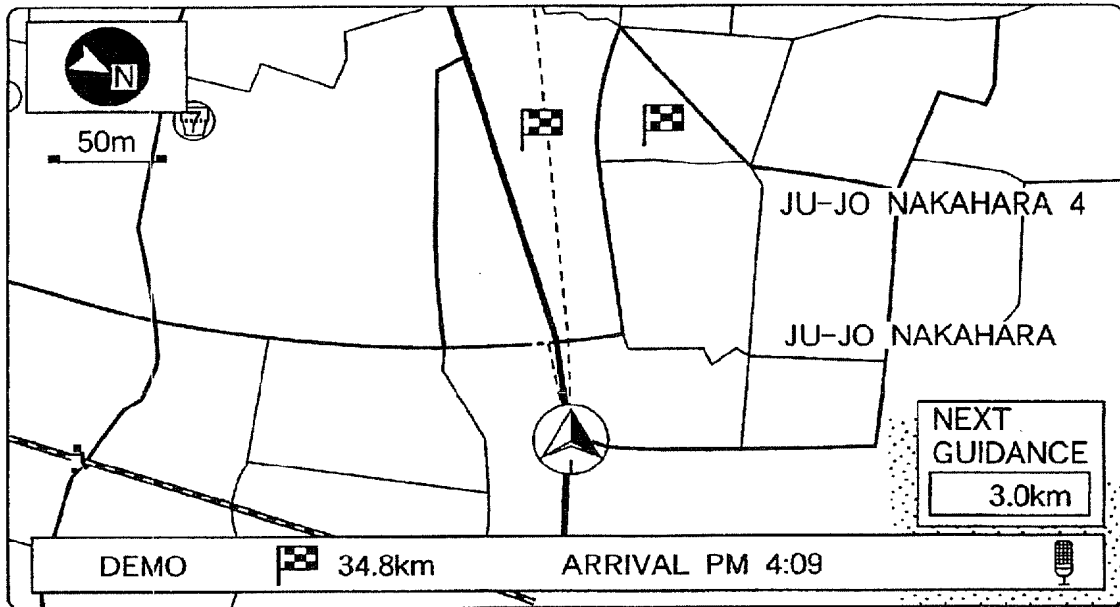 N
7
50m
JU-JO NAKAHARA 4
JU-JO NAKAHARA
NEXT
GUIDANCE
3.0km
DEMO 34.8km ARRIVAL PM 4:09